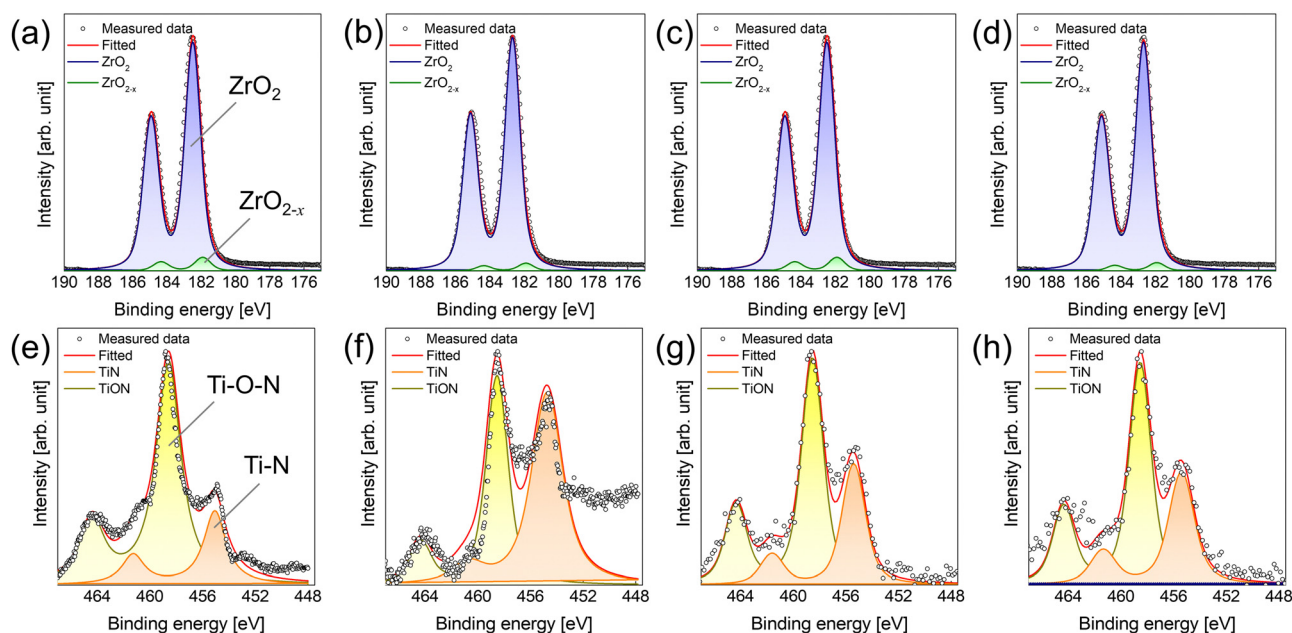 (a)
Measured data
Fitted
ZrO2
ZrO2-x
ZrO2
ZrO2-x
Intensity [arb. unit]
190 188 186 184 182 180 178 176
Binding energy [eV]
(b)
Measured data
Fitted
ZrO2
ZrO2-x
Intensity [arb. unit]
190 188 186 184 182 180 178 176
Binding energy [eV]
(c)
Measured data
Fitted
ZrO2
ZrO2-x
Intensity [arb. unit]
190 188 186 184 182 180 178 176
Binding energy [eV]
(d)
Measured data
Fitted
ZrO2
ZrO2-x
Intensity [arb. unit]
190 188 186 184 182 180 178 176
Binding energy [eV]
(e)
Measured data
Fitted
TiN
TiON
Ti-O-N
Ti-N
Intensity [arb. unit]
464 460 456 452 448
Binding energy [eV]
(f)
Measured data
Fitted
TiN
TiON
Intensity [arb. unit]
464 460 456 452 448
Binding energy [eV]
(g)
Measured data
Fitted
TiN
TiON
Intensity [arb. unit]
464 460 456 452 448
Binding energy [eV]
(h)
Measured data
Fitted
TiN
TiON
Intensity [arb. unit]
464 460 456 452 448
Binding energy [eV]